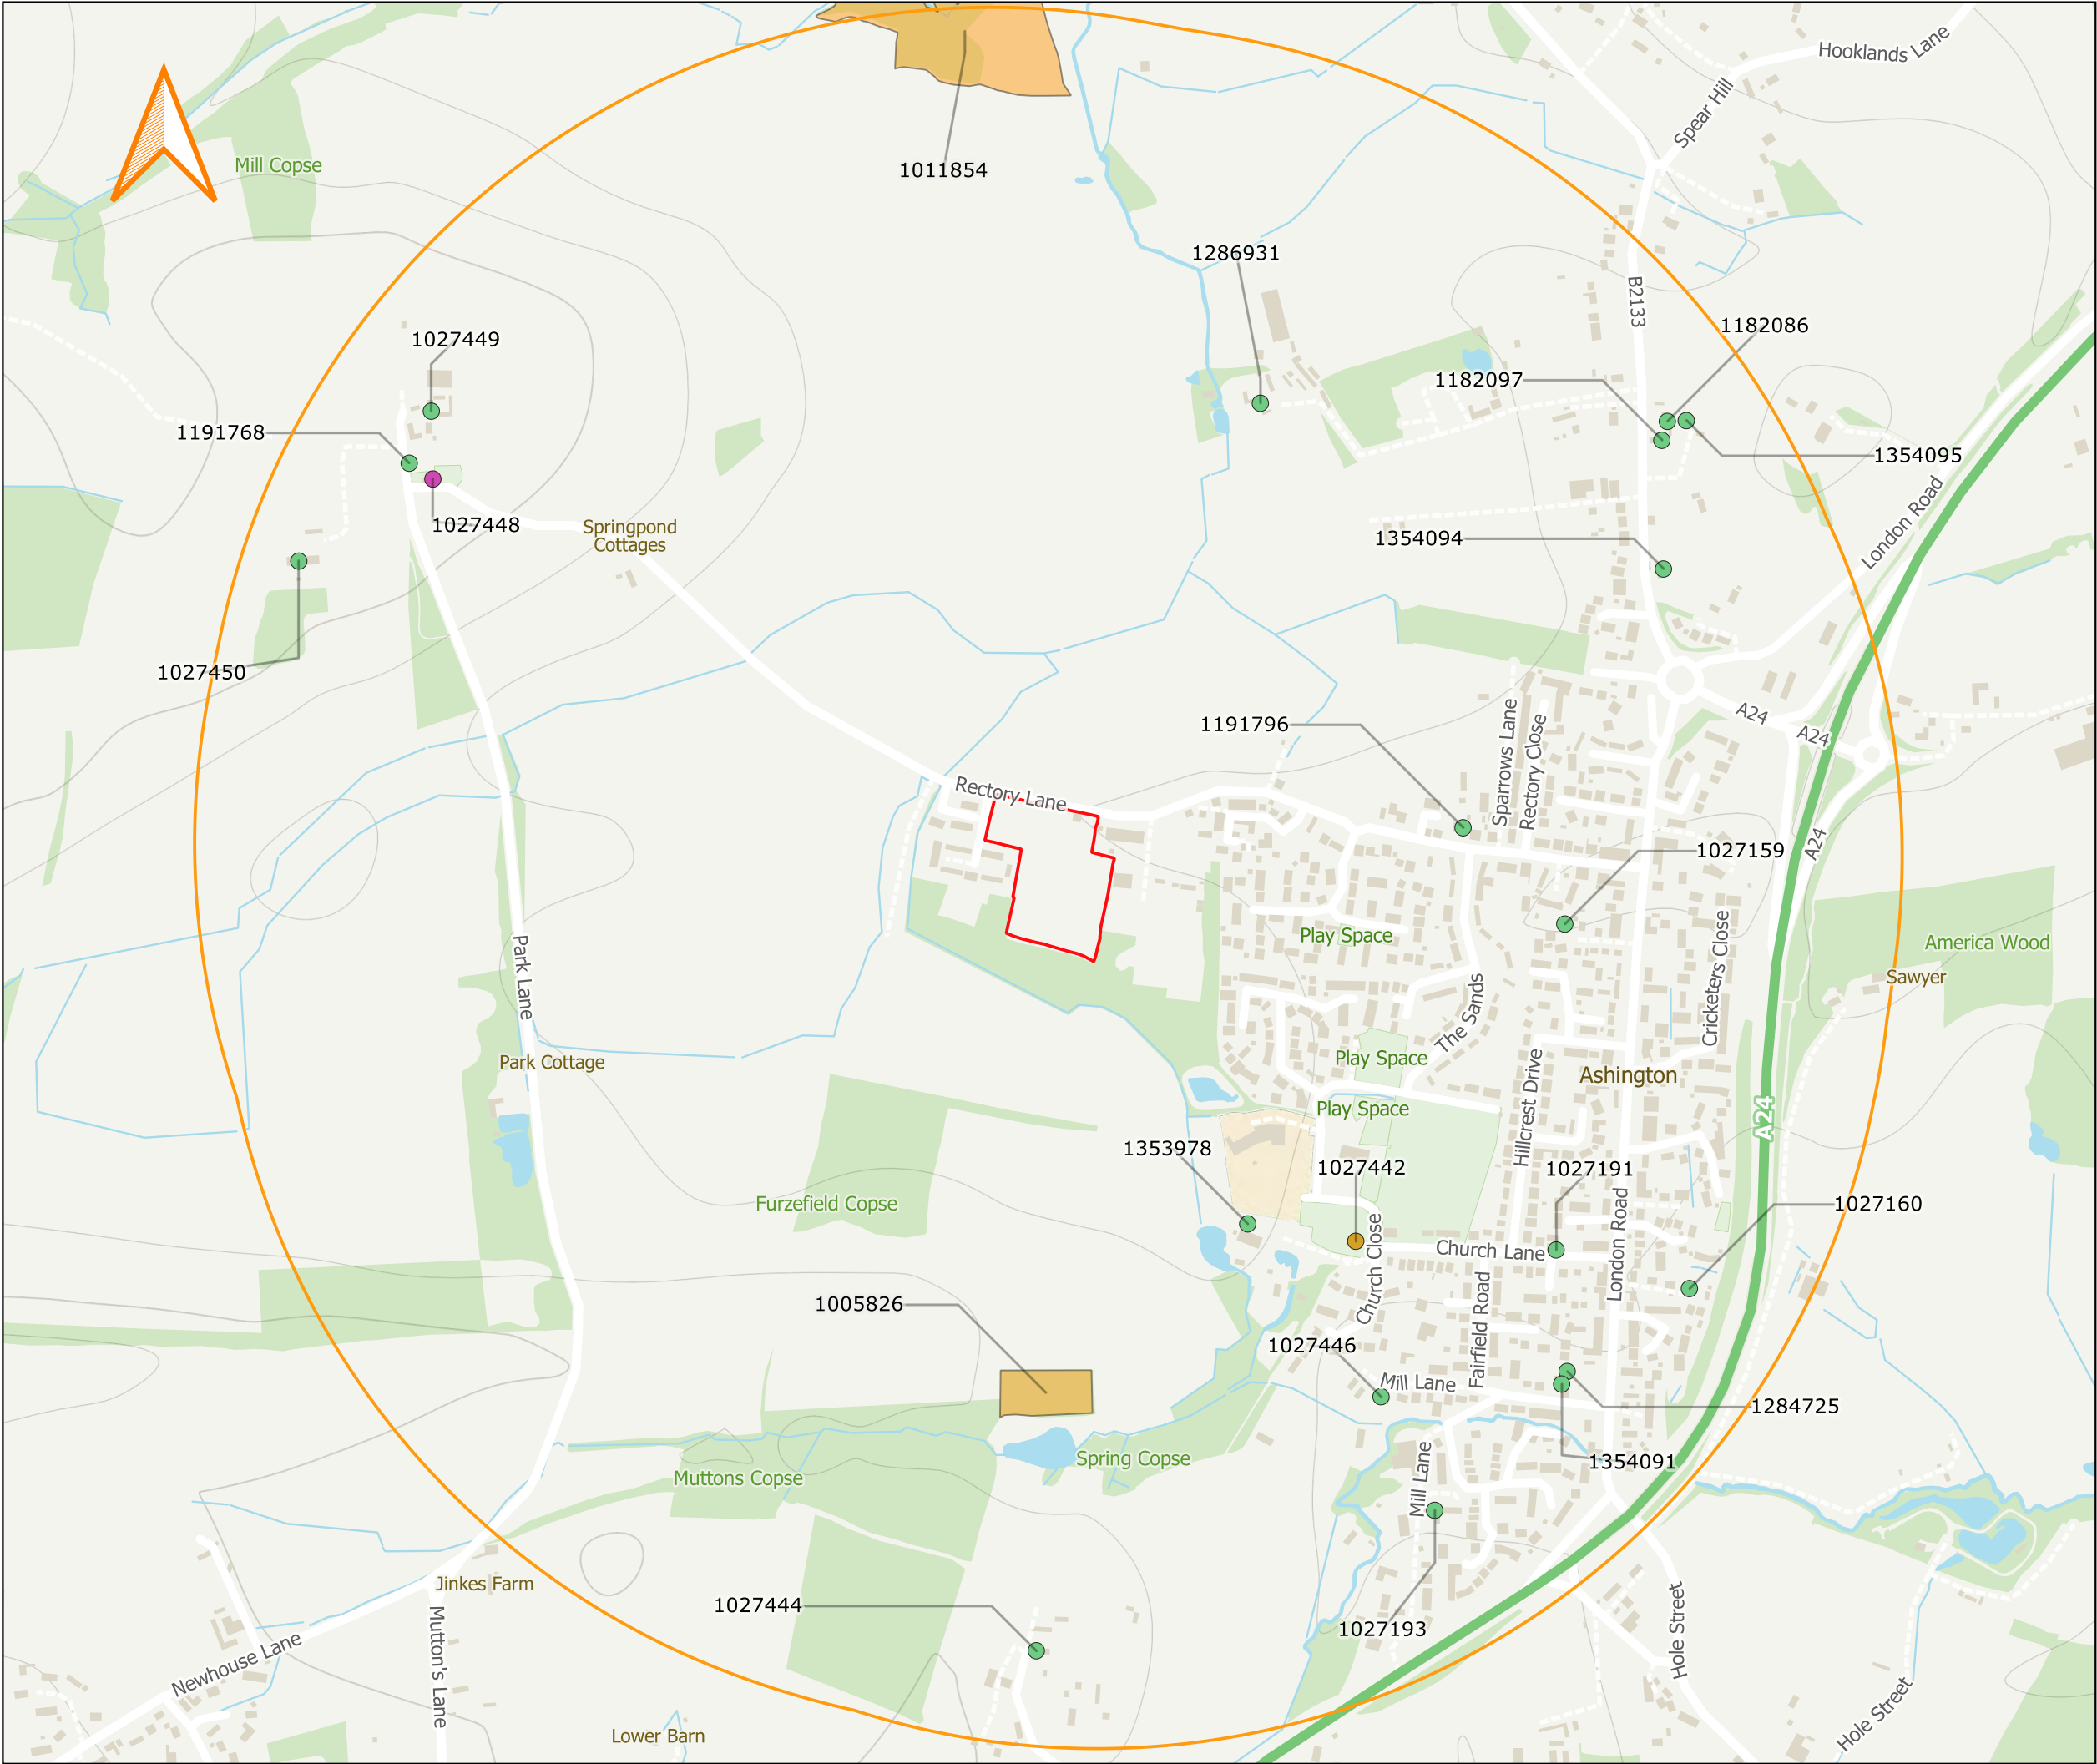 Hooklands Lane
Spear Hill
Mill Copse
1011854
1286931
B2133
1182086
1027449
1182097
1191768
1354095
1027448
Springpond
Cottages
London Road
1354094
1027450
Sparrows Lane
Rectory Close
A24
A24
1191796
Rectory Lane
A24
1027159
Play Space
Cricketers Close
America Wood
Sawyer
Park Lane
The Sands
Park Cottage
Play Space
Ashington
Hillcrest Drive
Play Space
A24
1353978
1027442
1027191
Furzefield Copse
1027160
London Road
Church Close
Church Lane
1005826
Fairfield Road
1027446
Mill Lane
1284725
Spring Copse
1354091
Muttons Copse
Mill Lane
Jinkes Farm
1027444
1027193
Hole Street
Newhouse Lane
Mutton's Lane
Lower Barn
Hole Street